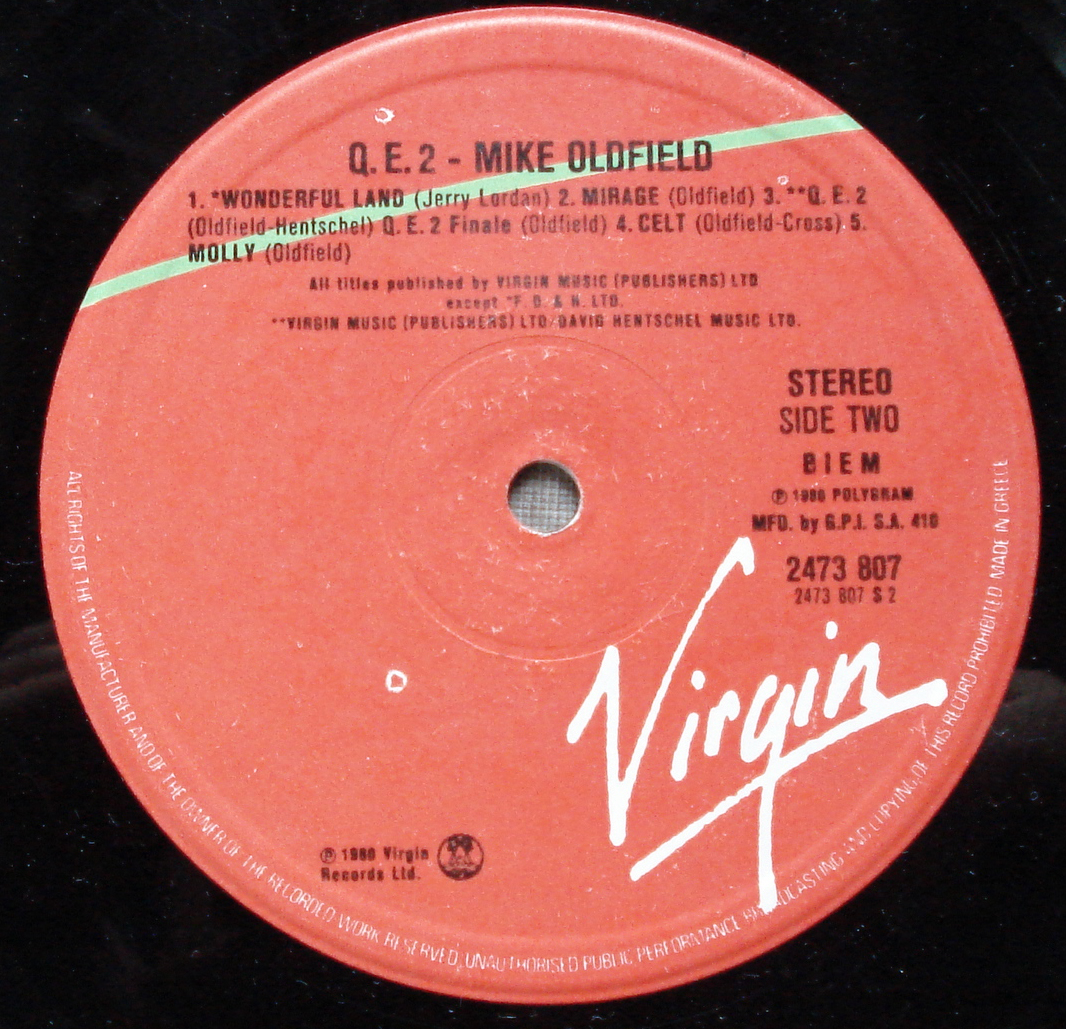 Q. E. 2 - MIKE OLDFIELD
1. *WONDERFUL LAND (Jerry Lordan) 2. MIRAGE (Oldfield) 3. **Q. E. 2
(Oldfield-Hentschel) Q. E. 2 Finale (Oldfield) 4. CELT (Oldfield-Cross) 5.
MOLLY (Oldfield)
All titles published by VIRGIN MUSIC (PUBLISHERS) LTD
except *F. D. & H. LTD.
**VIRGIN MUSIC (PUBLISHERS) LTD/DAVID HENTSCHEL MUSIC LTD.
STEREO
SIDE TWO
BIEM
℗ 1980 POLYGRAM
MFD. by G.P.I. S.A. 410
2473 807
2473 807 S 2
Virgin
℗ 1980 Virgin
Records Ltd.
ALL RIGHTS OF THE MANUFACTURER AND OF THE OWNER OF THE RECORDED WORK RESERVED. UNAUTHORISED PUBLIC PERFORMANCE BROADCASTING AND COPYING OF THIS RECORD PROHIBITED MADE IN GREECE